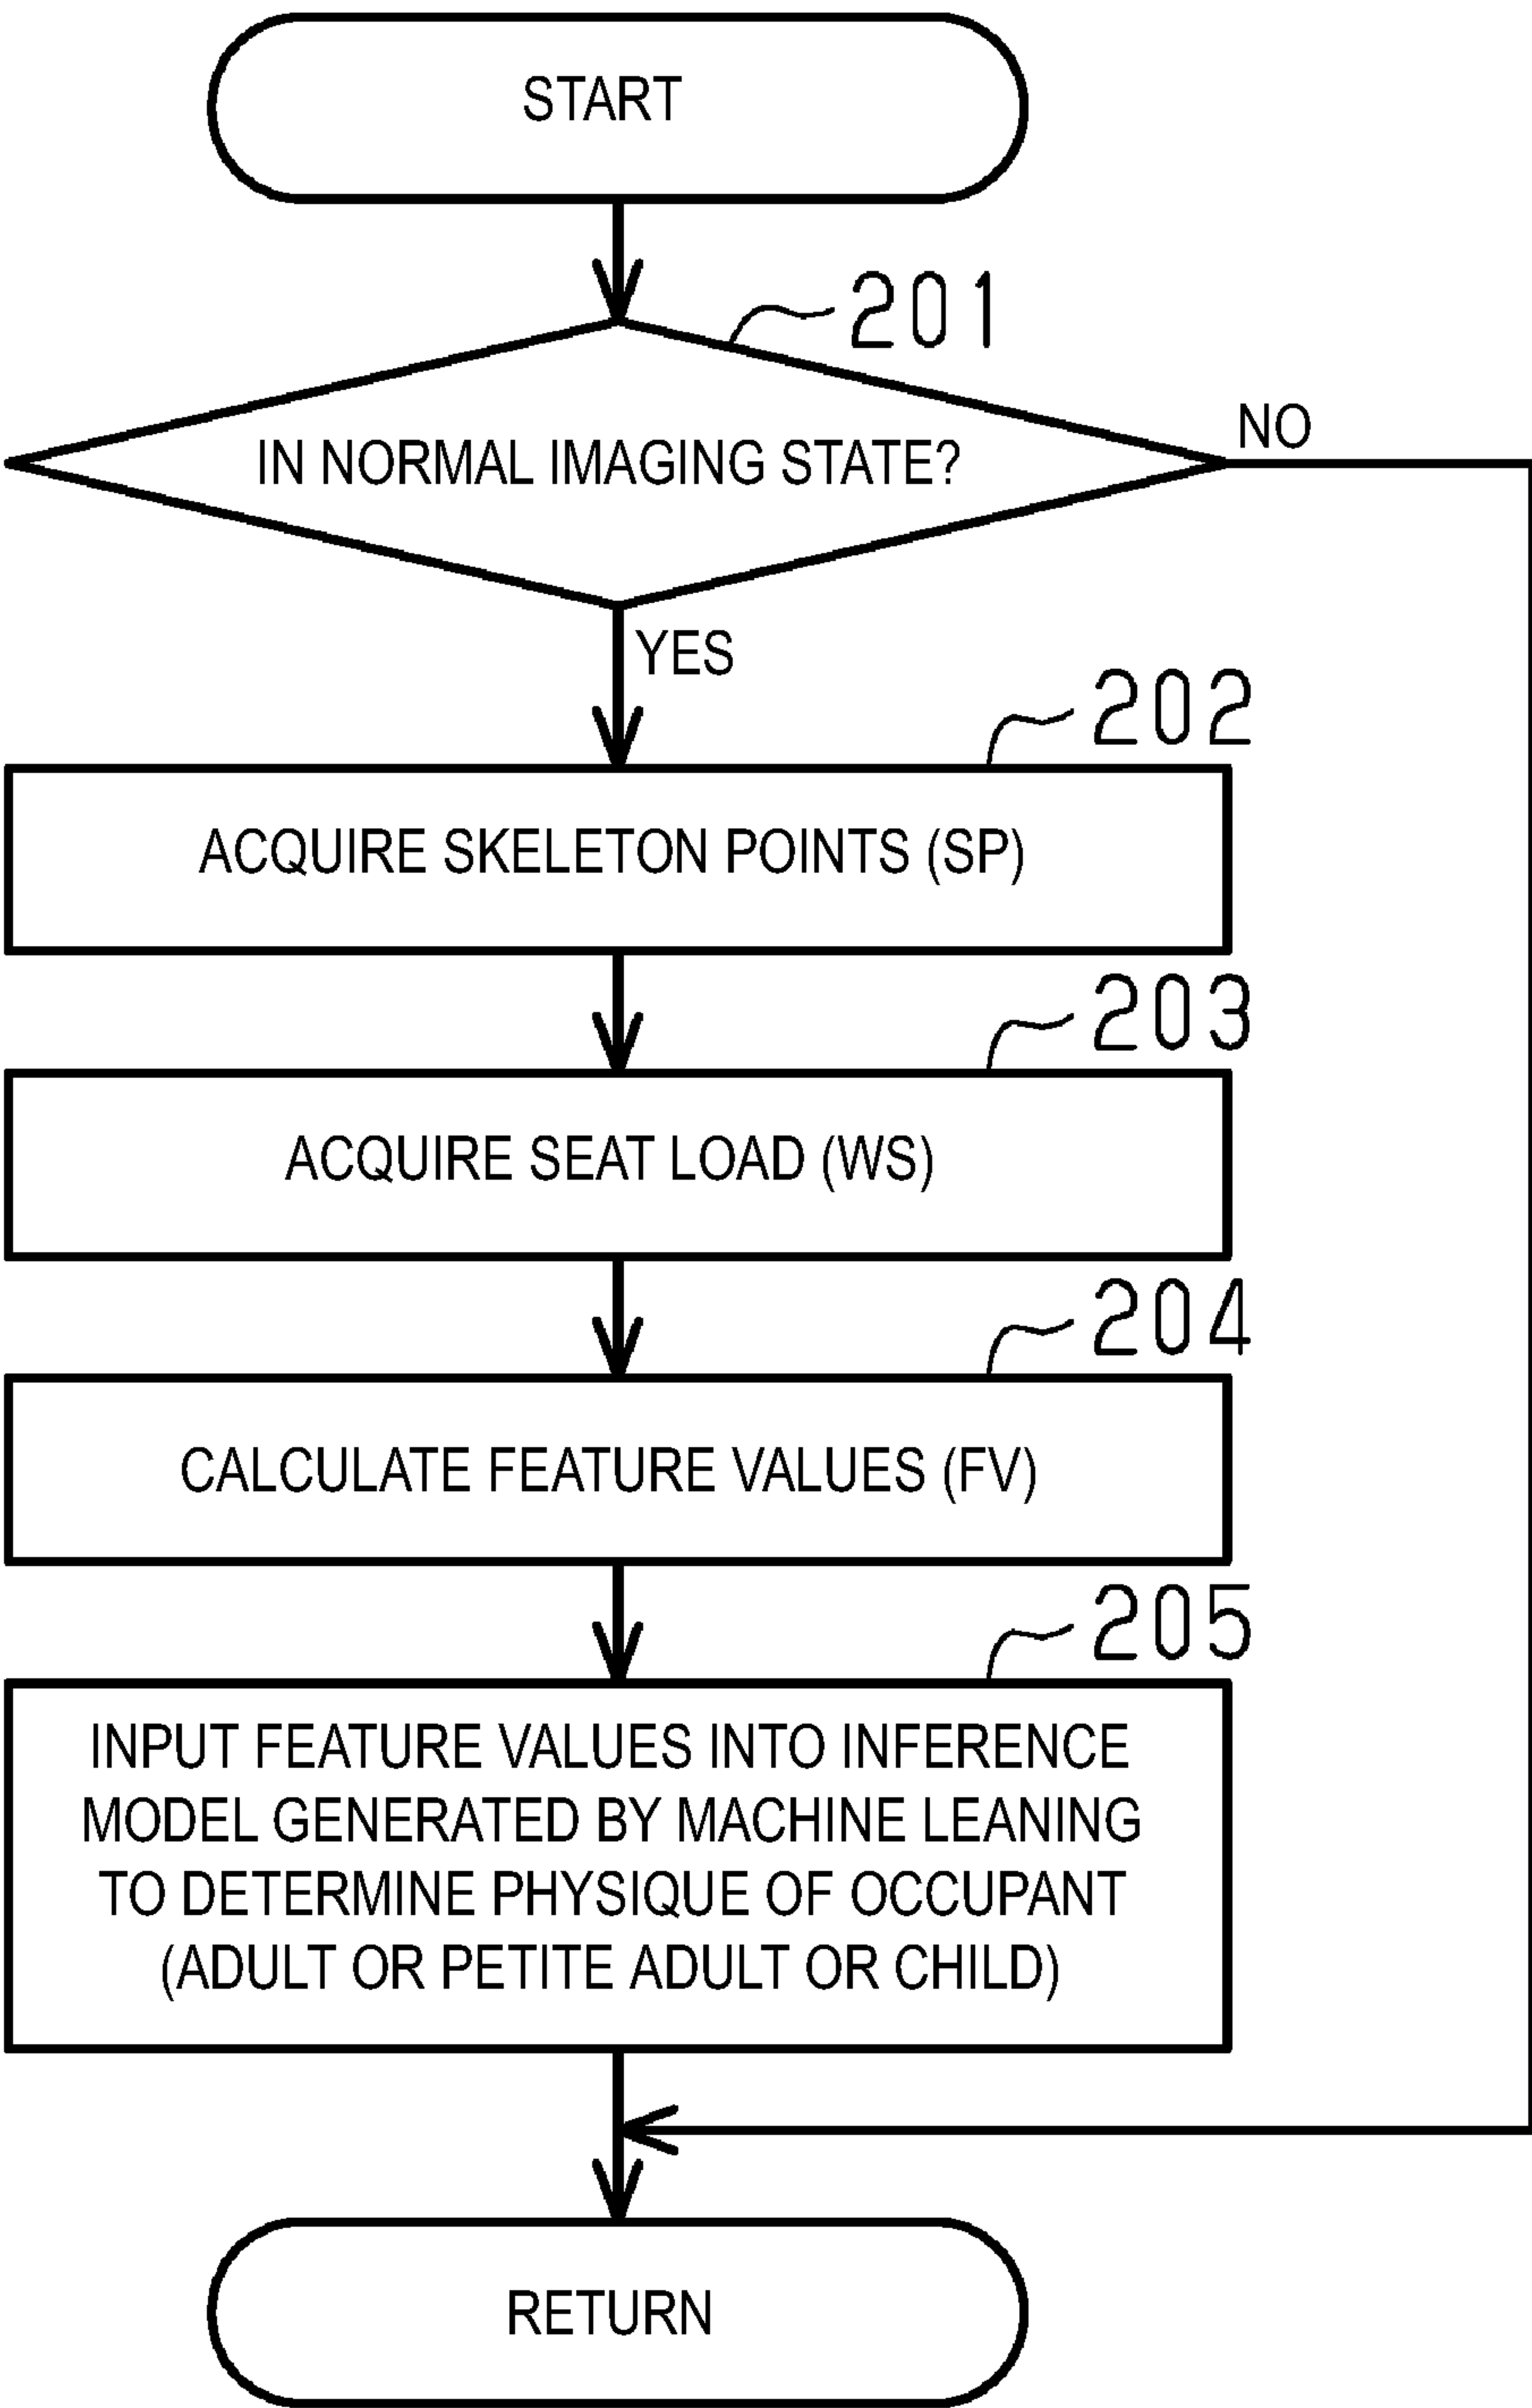 START
201
IN NORMAL IMAGING STATE?
NO
YES
202
ACQUIRE SKELETON POINTS (SP)
203
ACQUIRE SEAT LOAD (WS)
204
CALCULATE FEATURE VALUES (FV)
205
INPUT FEATURE VALUES INTO INFERENCE
MODEL GENERATED BY MACHINE LEANING
TO DETERMINE PHYSIQUE OF OCCUPANT
(ADULT OR PETITE ADULT OR CHILD)
RETURN